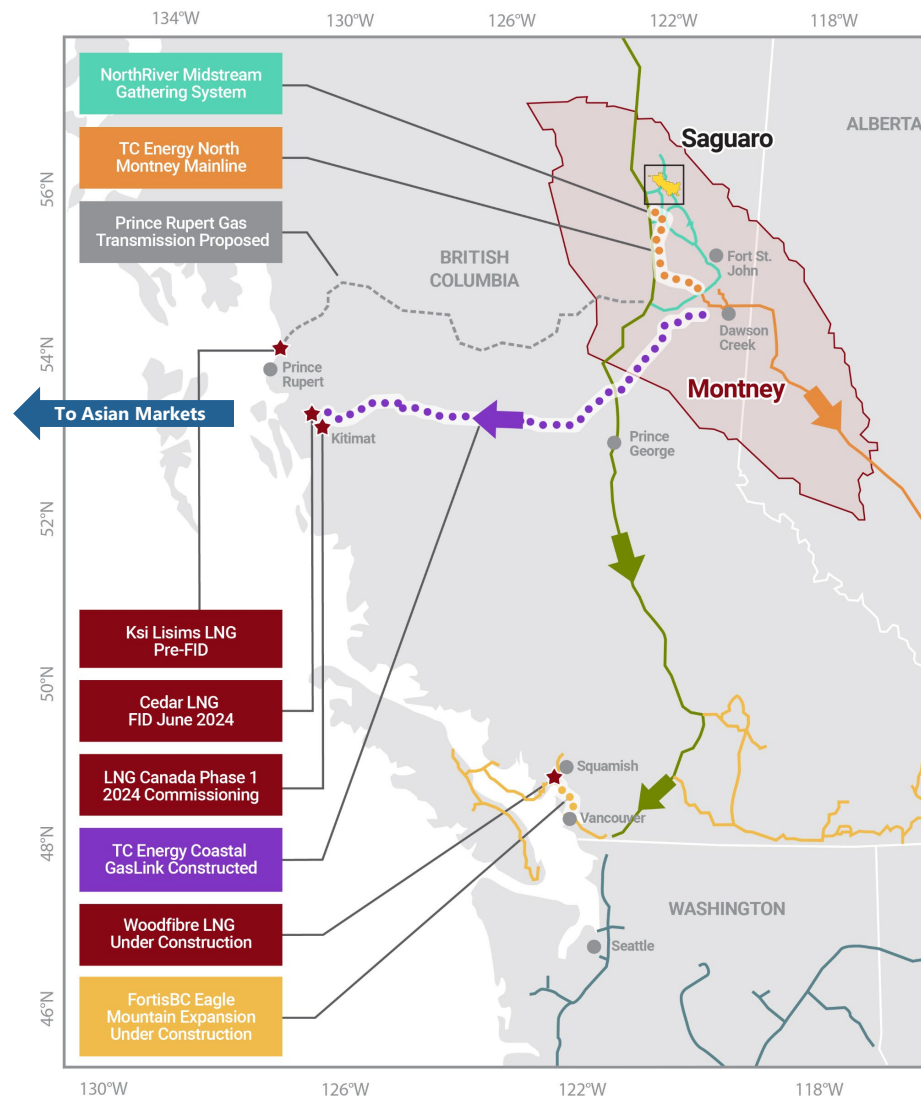 134°W
130°W
126°W
122°W
118°W
NorthRiver Midstream
Gathering System
TC Energy North
Montney Mainline
Prince Rupert Gas
Transmission Proposed
Saguaro
ALBERTA
BRITISH
COLUMBIA
Fort St.
John
Dawson
Creek
Montney
Prince
Rupert
To Asian Markets
Kitimat
Prince
George
56°N
54°N
52°N
50°N
48°N
46°N
Ksi Lisims LNG
Pre-FID
Cedar LNG
FID June 2024
LNG Canada Phase 1
2024 Commissioning
TC Energy Coastal
GasLink Constructed
Woodfibre LNG
Under Construction
FortisBC Eagle
Mountain Expansion
Under Construction
Squamish
Vancouver
WASHINGTON
Seattle
130°W
126°W
122°W
118°W